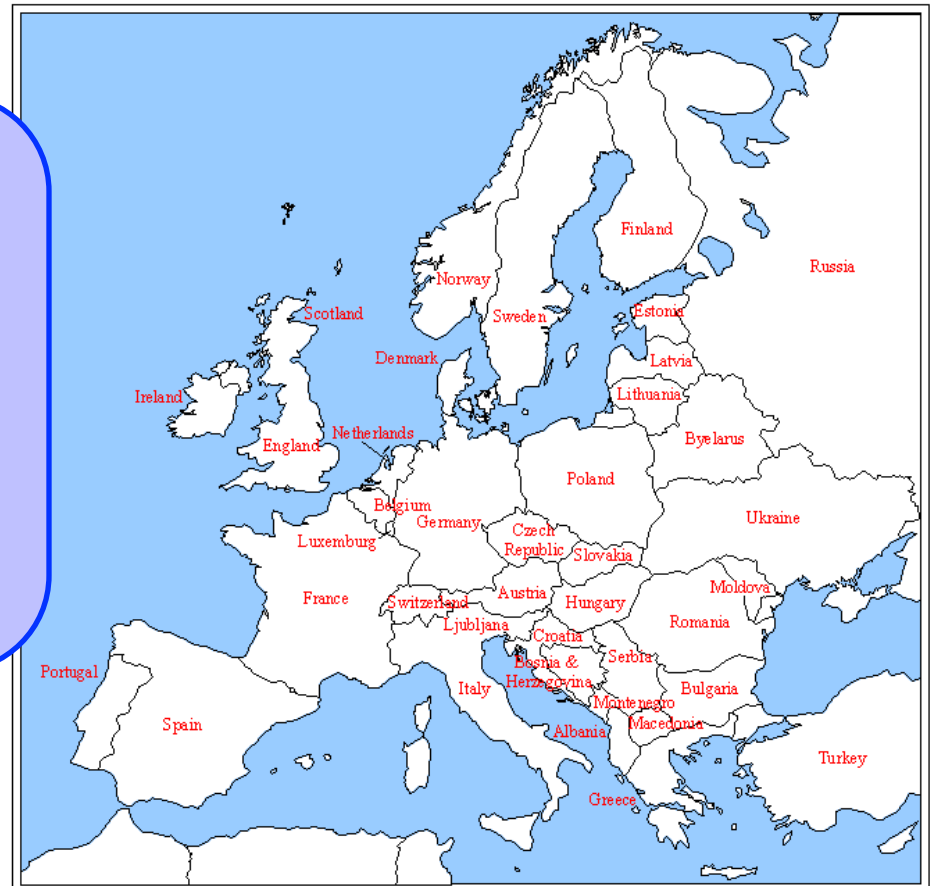 Finland
Russia
Norway
Estonia
Scotland
Sweden
Denmark
Latvia
Lithuania
Ireland
Netherlands
Byelarus
England
Poland
Belgium
Germany
Ukraine
Luxemburg
Czech
Republic
Slovakia
Moldova
Austria
France
Switzerland
Hungary
Ljubljana
Romania
Croatia
Serbia
Bosnia &
Herzegovina
Portugal
Italy
Bulgaria
Montenegro
Spain
Macedonia
Albania
Turkey
Greece